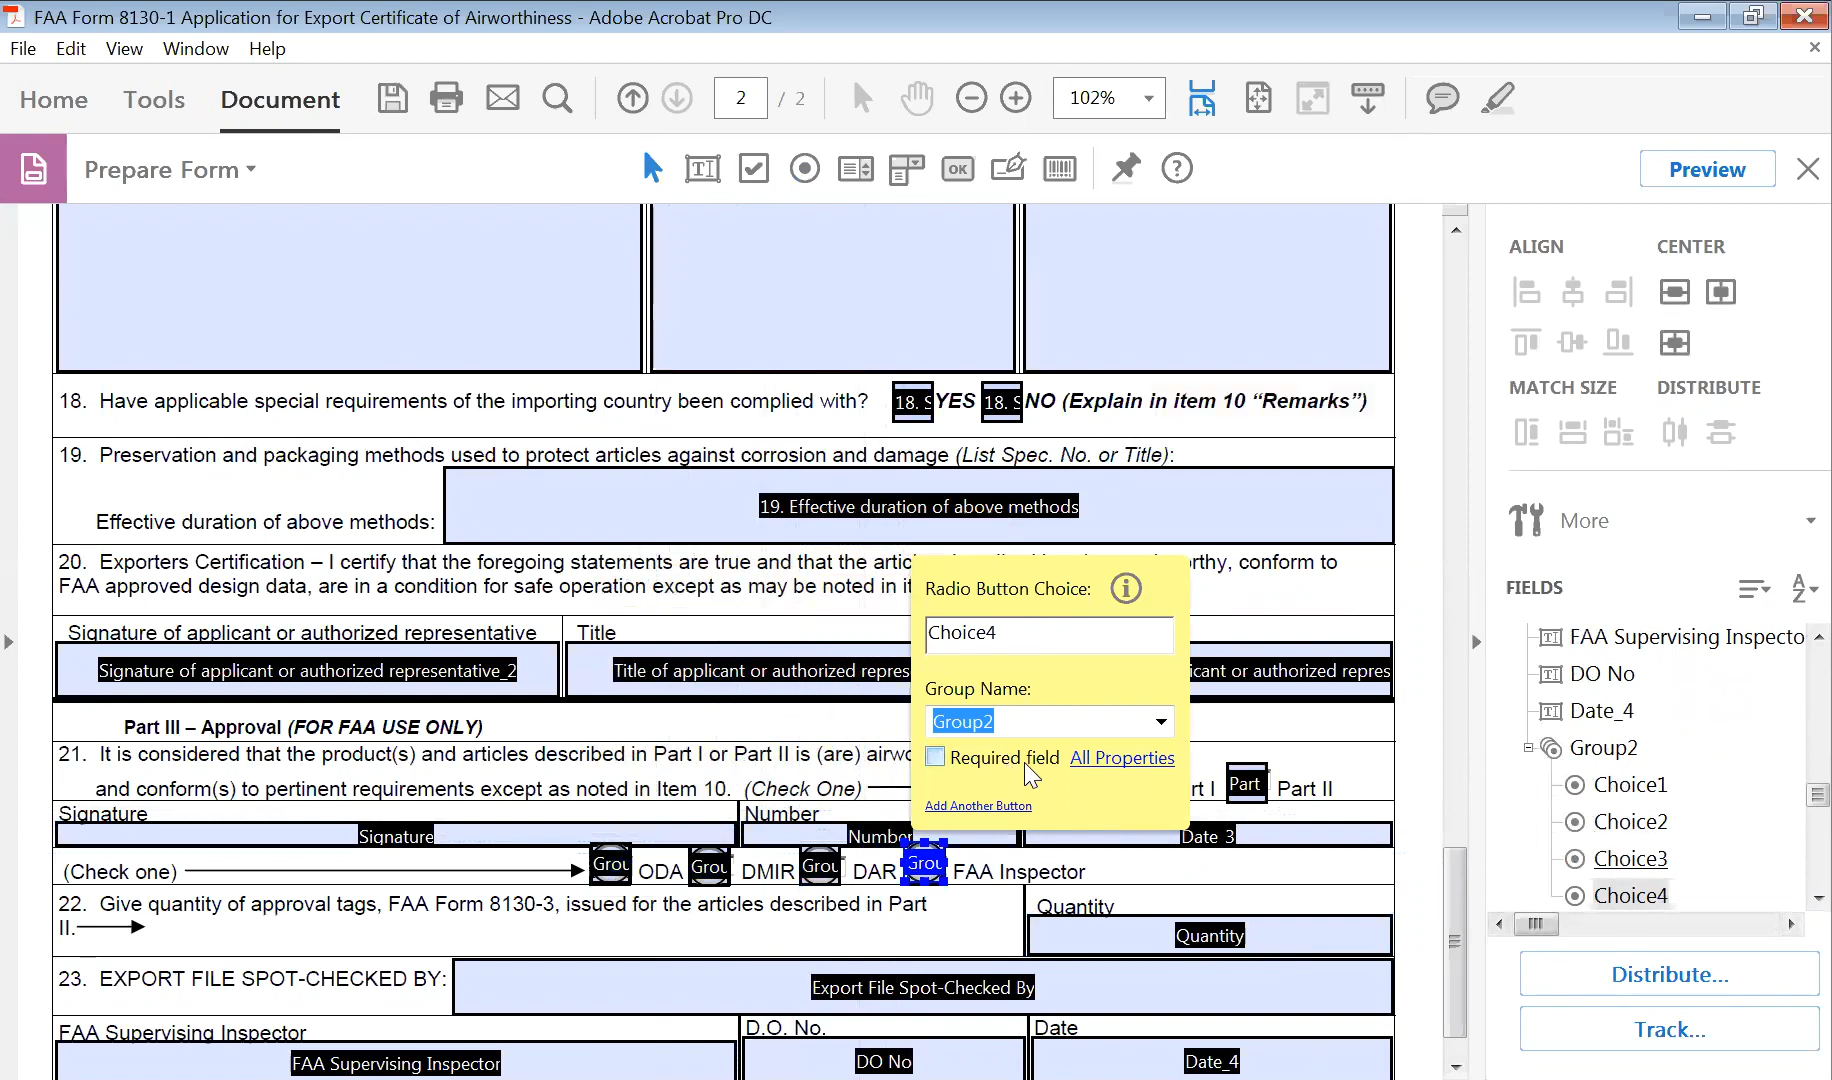 FAA Form 8130-1 Application for Export Certificate of Airworthiness - Adobe Acrobat Pro DC
File Edit View Window Help
Home Tools Document 2 / 2 102%
Prepare Form OK Preview
ALIGN CENTER
MATCH SIZE DISTRIBUTE
More
FIELDS
FAA Supervising Inspecto
DO No
Date_4
Group2
Choice1
Choice2
Choice3
Choice4
Distribute...
Track...
18. Have applicable special requirements of the importing country been complied with? 18. S YES 18. S NO (Explain in item 10 “Remarks”)
19. Preservation and packaging methods used to protect articles against corrosion and damage (List Spec. No. or Title):
Effective duration of above methods: 19. Effective duration of above methods
20. Exporters Certification – I certify that the foregoing statements are true and that the artic rthy, conform to
FAA approved design data, are in a condition for safe operation except as may be noted in it
Signature of applicant or authorized representative Title
Signature of applicant or authorized representative_2 Title of applicant or authorized repres icant or authorized repres
Part III – Approval (FOR FAA USE ONLY)
21. It is considered that the product(s) and articles described in Part I or Part II is (are) airwo
and conform(s) to pertinent requirements except as noted in Item 10. (Check One) rt I Part Part II
Signature Number
Signature Number Date_3
(Check one) Grou ODA Grou DMIR Grou DAR Grou FAA Inspector
22. Give quantity of approval tags, FAA Form 8130-3, issued for the articles described in Part
II. Quantity
Quantity
23. EXPORT FILE SPOT-CHECKED BY: Export File Spot-Checked By
FAA Supervising Inspector D.O. No. Date
FAA Supervising Inspector DO No Date_4
Radio Button Choice:
Choice4
Group Name:
Group2
Required field All Properties
Add Another Button